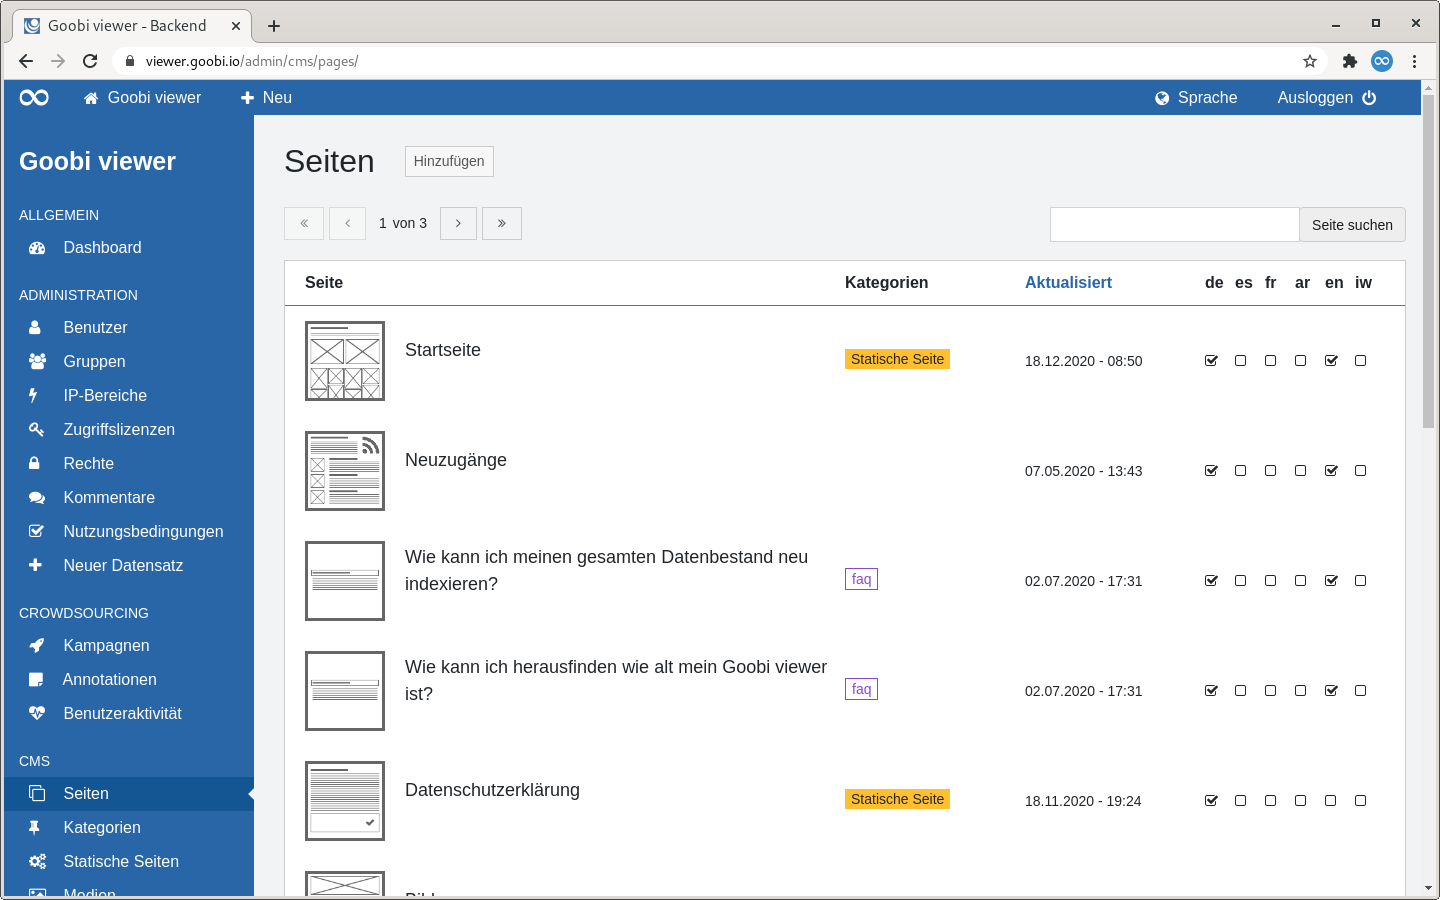 Goobi viewer - Backend
viewer.goobi.io/admin/cms/pages/
Goobi viewer
Neu
Sprache
Ausloggen
Goobi viewer
ALLGEMEIN
Dashboard
ADMINISTRATION
Benutzer
Gruppen
IP-Bereiche
Zugriffslizenzen
Rechte
Kommentare
Nutzungsbedingungen
Neuer Datensatz
CROWDSOURCING
Kampagnen
Annotationen
Benutzeraktivität
CMS
Seiten
Kategorien
Statische Seiten
Medien
Seiten
Hinzufügen
« ‹ 1 von 3 › »
Seite suchen
Seite Kategorien Aktualisiert de es fr ar en iw
Startseite Statische Seite 18.12.2020 - 08:50
Neuzugänge 07.05.2020 - 13:43
Wie kann ich meinen gesamten Datenbestand neu
indexieren? faq 02.07.2020 - 17:31
Wie kann ich herausfinden wie alt mein Goobi viewer
ist? faq 02.07.2020 - 17:31
Datenschutzerklärung Statische Seite 18.11.2020 - 19:24